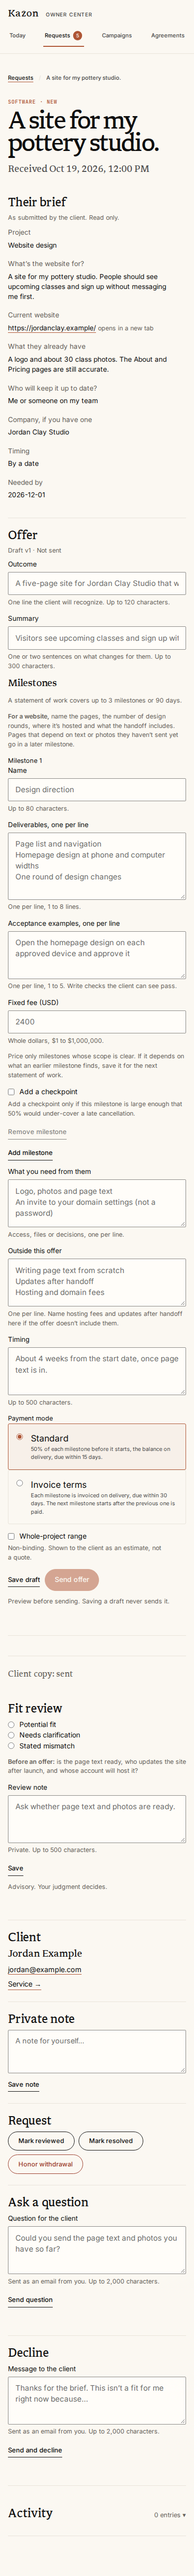 Kazon OWNER CENTER
Today Requests 5 Campaigns Agreements
Requests A site for my pottery studio.
SOFTWARE · NEW
A site for my
pottery studio.
Received Oct 19, 2026, 12:00 PM
Their brief
As submitted by the client. Read only.
Project
Website design
What's the website for?
A site for my pottery studio. People should see
upcoming classes and sign up without messaging
me first.
Current website
https://jordanclay.example/ opens in a new tab
What they already have
A logo and about 30 class photos. The About and
Pricing pages are still accurate.
Who will keep it up to date?
Me or someone on my team
Company, if you have one
Jordan Clay Studio
Timing
By a date
Needed by
2026-12-01
Offer
Draft v1 · Not sent
Outcome
A five-page site for Jordan Clay Studio that w
One line the client will recognize. Up to 120 characters.
Summary
Visitors see upcoming classes and sign up wit
One or two sentences on what changes for them. Up to
300 characters.
Milestones
A statement of work covers up to 3 milestones or 90 days.
For a website, name the pages, the number of design
rounds, where it's hosted and what the handoff includes.
Pages that depend on text or photos they haven't sent yet
go in a later milestone.
Milestone 1
Name
Design direction
Up to 80 characters.
Deliverables, one per line
Page list and navigation
Homepage design at phone and computer
widths
One round of design changes
One per line, 1 to 8 lines.
Acceptance examples, one per line
Open the homepage design on each
approved device and approve it
One per line, 1 to 5. Write checks the client can see pass.
Fixed fee (USD)
2400
Whole dollars, $1 to $1,000,000.
Price only milestones whose scope is clear. If it depends on
what an earlier milestone finds, save it for the next
statement of work.
Add a checkpoint
Add a checkpoint only if this milestone is large enough that
50% would under-cover a late cancellation.
Remove milestone
Add milestone
What you need from them
Logo, photos and page text
An invite to your domain settings (not a
password)
Access, files or decisions, one per line.
Outside this offer
Writing page text from scratch
Updates after handoff
Hosting and domain fees
One per line. Name hosting fees and updates after handoff
here if the offer doesn't include them.
Timing
About 4 weeks from the start date, once page
text is in.
Up to 500 characters.
Payment mode
Standard
50% of each milestone before it starts, the balance on
delivery, due within 15 days.
Invoice terms
Each milestone is invoiced on delivery, due within 30
days. The next milestone starts after the previous one is
paid.
Whole-project range
Non-binding. Shown to the client as an estimate, not
a quote.
Save draft Send offer
Preview before sending. Saving a draft never sends it.
Client copy: sent
Fit review
Potential fit
Needs clarification
Stated mismatch
Before an offer: is the page text ready, who updates the site
after launch, and whose account will host it?
Review note
Ask whether page text and photos are ready.
Private. Up to 500 characters.
Save
Advisory. Your judgment decides.
Client
Jordan Example
jordan@example.com
Service →
Private note
A note for yourself...
Save note
Request
Mark reviewed Mark resolved
Honor withdrawal
Ask a question
Question for the client
Could you send the page text and photos you
have so far?
Sent as an email from you. Up to 2,000 characters.
Send question
Decline
Message to the client
Thanks for the brief. This isn't a fit for me
right now because...
Sent as an email from you. Up to 2,000 characters.
Send and decline
Activity 0 entries ▾